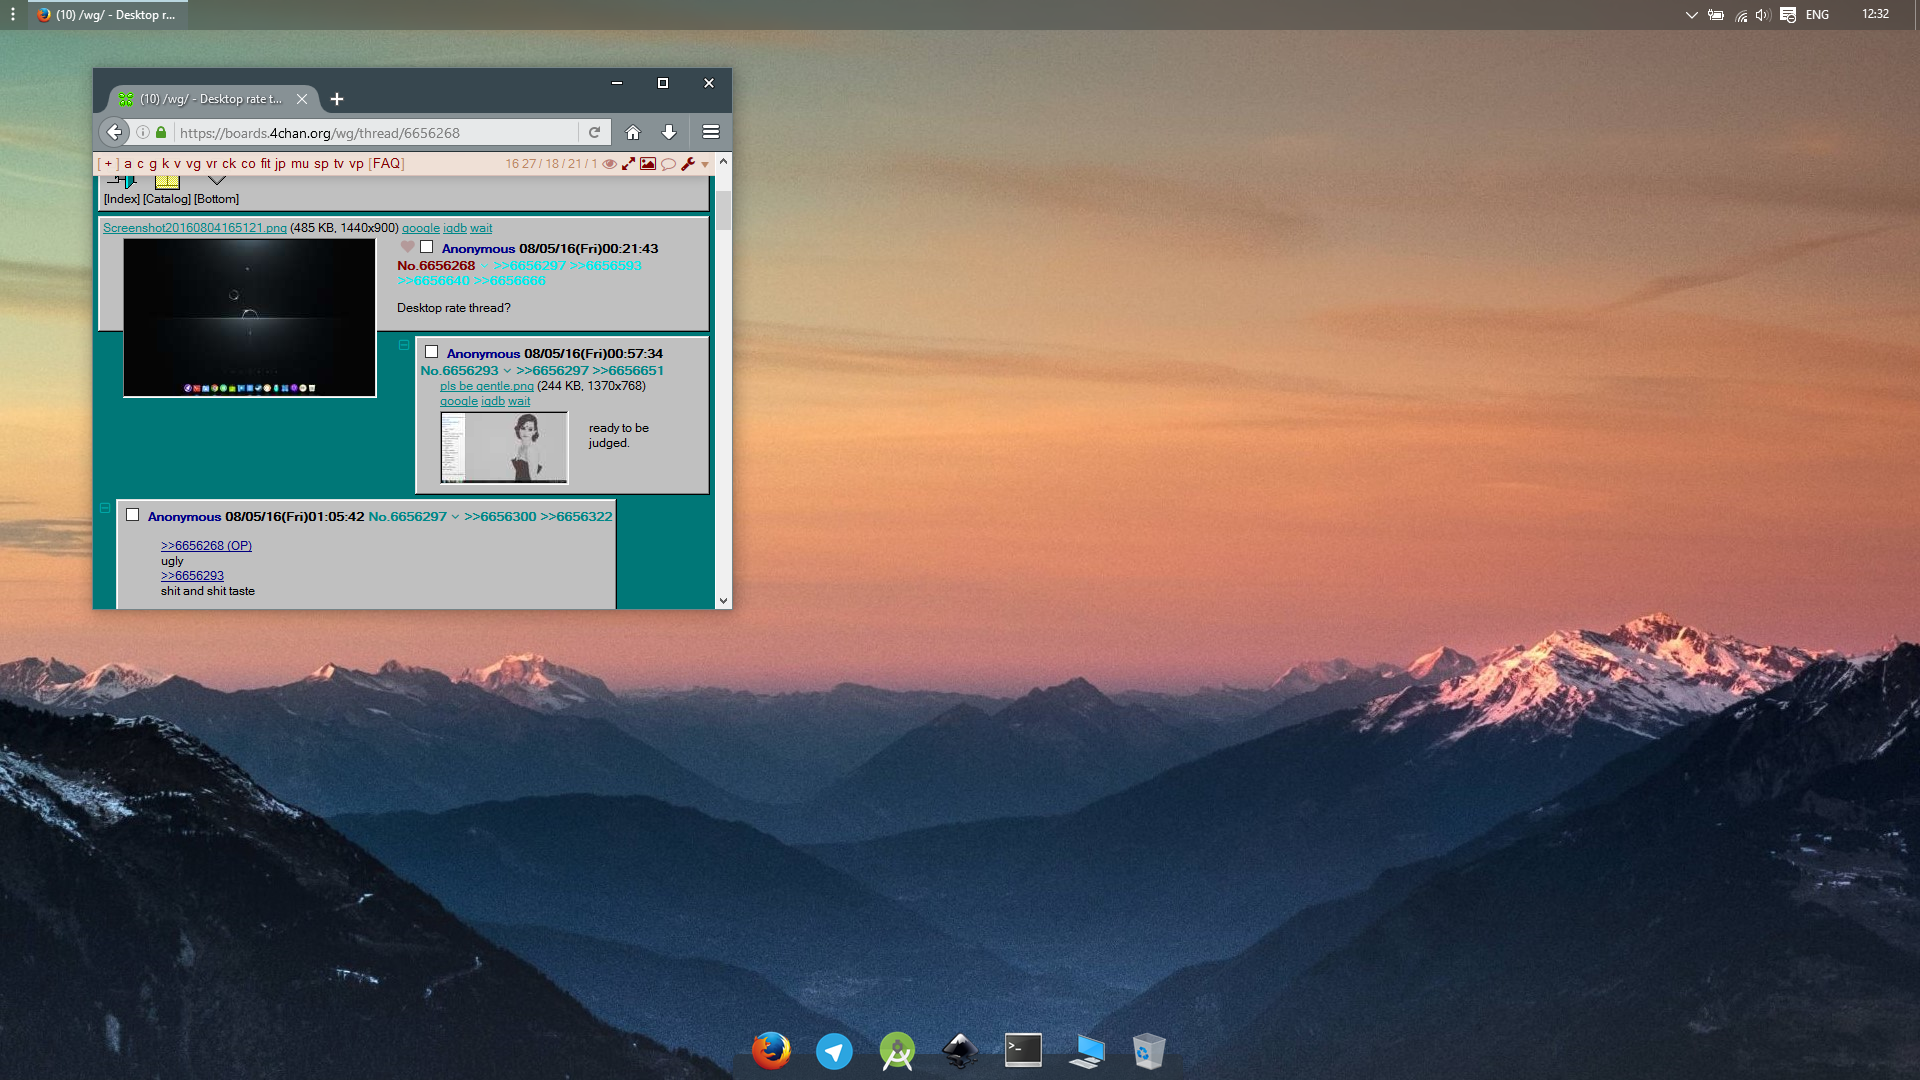 (10) /wg/ - Desktop r...
ENG
12:32
(10) /wg/ - Desktop rate t...
https://boards.4chan.org/wg/thread/6656268
[ + ] a c g k v vg vr ck co fit jp mu sp tv vp [FAQ]
16 27 / 18 / 21 / 1
[Index] [Catalog] [Bottom]
Screenshot20160804165121.png (485 KB, 1440x900) google iqdb wait
Anonymous 08/05/16(Fri)00:21:43
No.6656268 >>6656297 >>6656593
>>6656640 >>6656666
Desktop rate thread?
Anonymous 08/05/16(Fri)00:57:34
No.6656293 >>6656297 >>6656651
pls be gentle.png (244 KB, 1370x768)
google iqdb wait
ready to be
judged.
Anonymous 08/05/16(Fri)01:05:42 No.6656297 >>6656300 >>6656322
>>6656268 (OP)
ugly
>>6656293
shit and shit taste
>_